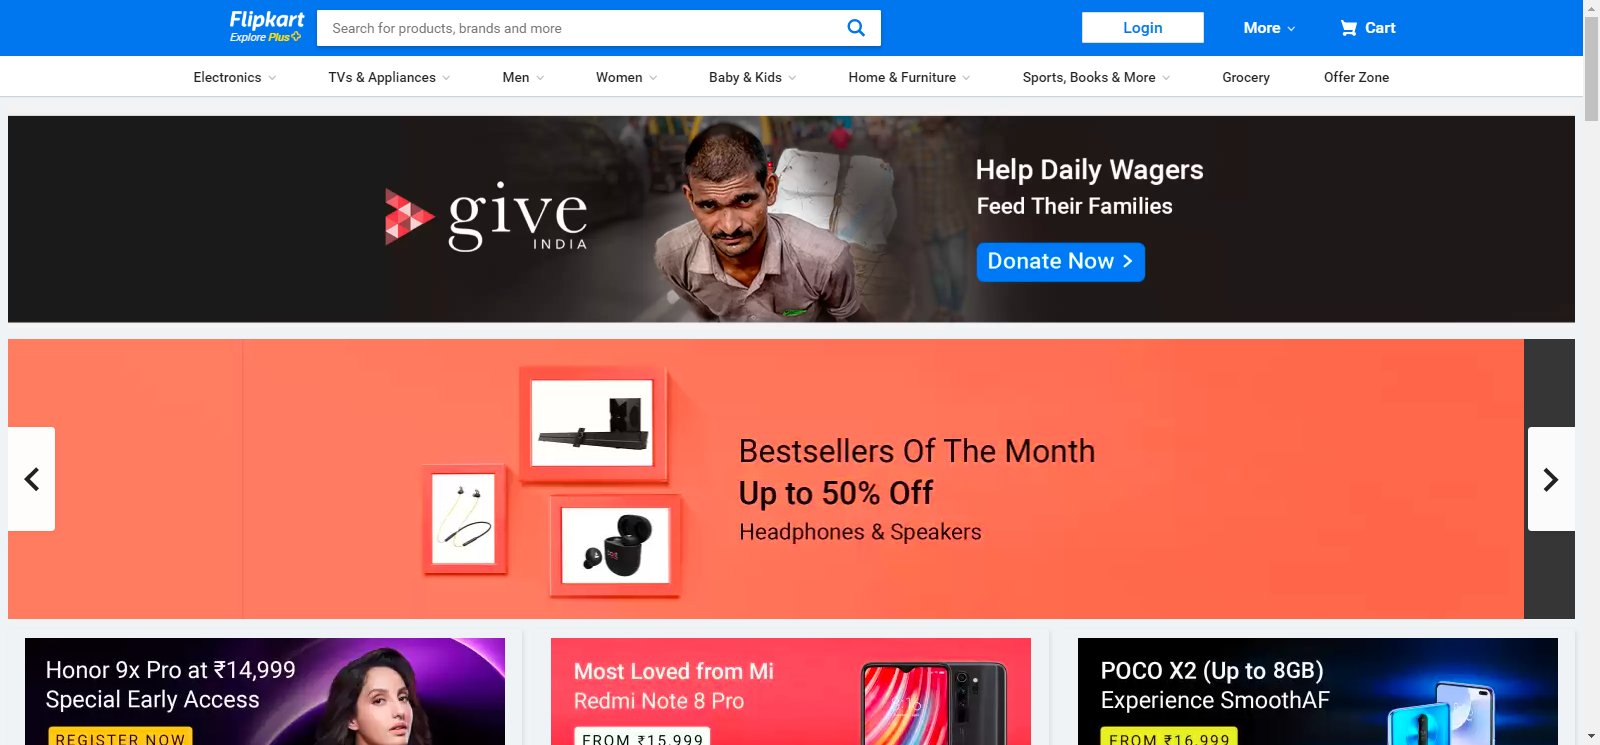 Flipkart
Explore Plus
Search for products, brands and more
Login
More
Cart
Electronics
TVs & Appliances
Men
Women
Baby & Kids
Home & Furniture
Sports, Books & More
Grocery
Offer Zone
give
INDIA
Help Daily Wagers
Feed Their Families
Donate Now >
Bestsellers Of The Month
Up to 50% Off
Headphones & Speakers
Honor 9x Pro at ₹14,999
Special Early Access
REGISTER NOW
Most Loved from Mi
Redmi Note 8 Pro
FROM ₹15,999
POCO X2 (Up to 8GB)
Experience SmoothAF
FROM ₹16,999